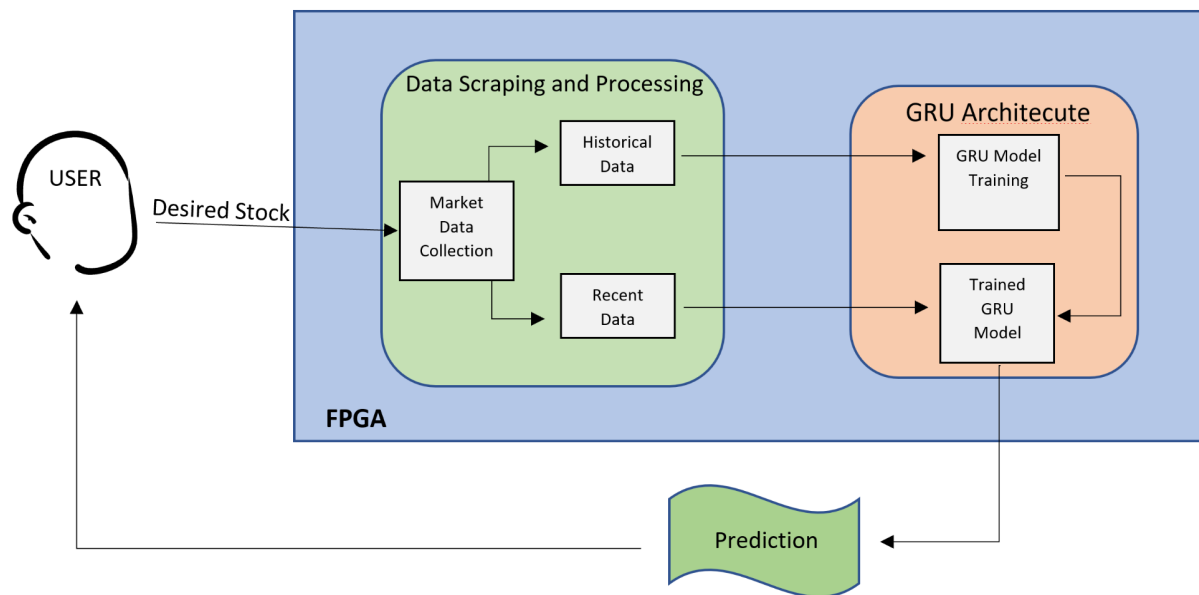 USER
Desired Stock
Data Scraping and Processing
Market
Data
Collection
Historical
Data
Recent
Data
GRU Architecute
GRU Model
Training
Trained
GRU
Model
FPGA
Prediction